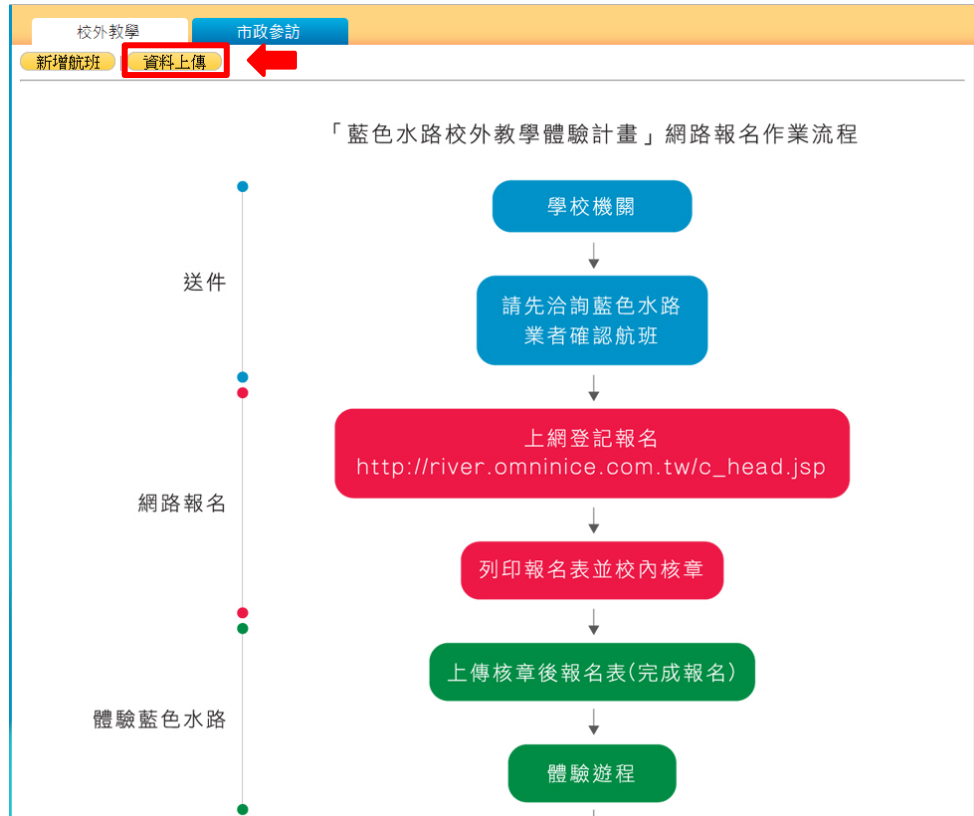 校外教學
市政參訪
新增航班
資料上傳
「藍色水路校外教學體驗計畫」網路報名作業流程
學校機關
送件
請先洽詢藍色水路
業者確認航班
上網登記報名
http://river.omninice.com.tw/c_head.jsp
網路報名
列印報名表並校內核章
上傳核章後報名表(完成報名)
體驗藍色水路
體驗遊程